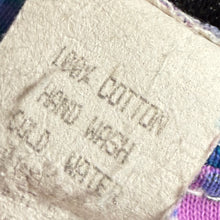 100% COTTON
HAND WASH
COLD WATER